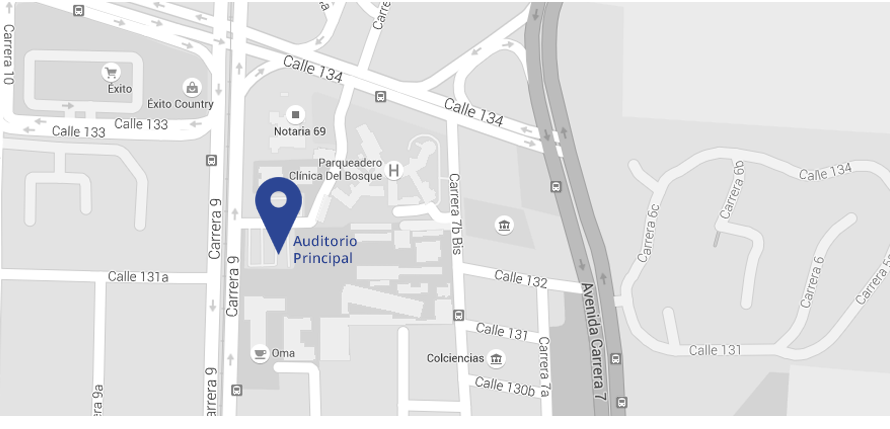 Carrera 10
Éxito
Éxito Country
Calle 133
Calle 133
Calle 134
Calle 134
Notaria 69
Parqueadero
Clínica Del Bosque
H
Carrera 9
Carrera 9
Carrera 9
Auditorio
Principal
Calle 131a
Oma
Carrera 7b Bis
Calle 132
Calle 131
Colciencias
Calle 130b
Carrera 7a
Avenida Carrera 7
Carrera 6c
Carrera 6b
Calle 134
Carrera 6
Calle 131